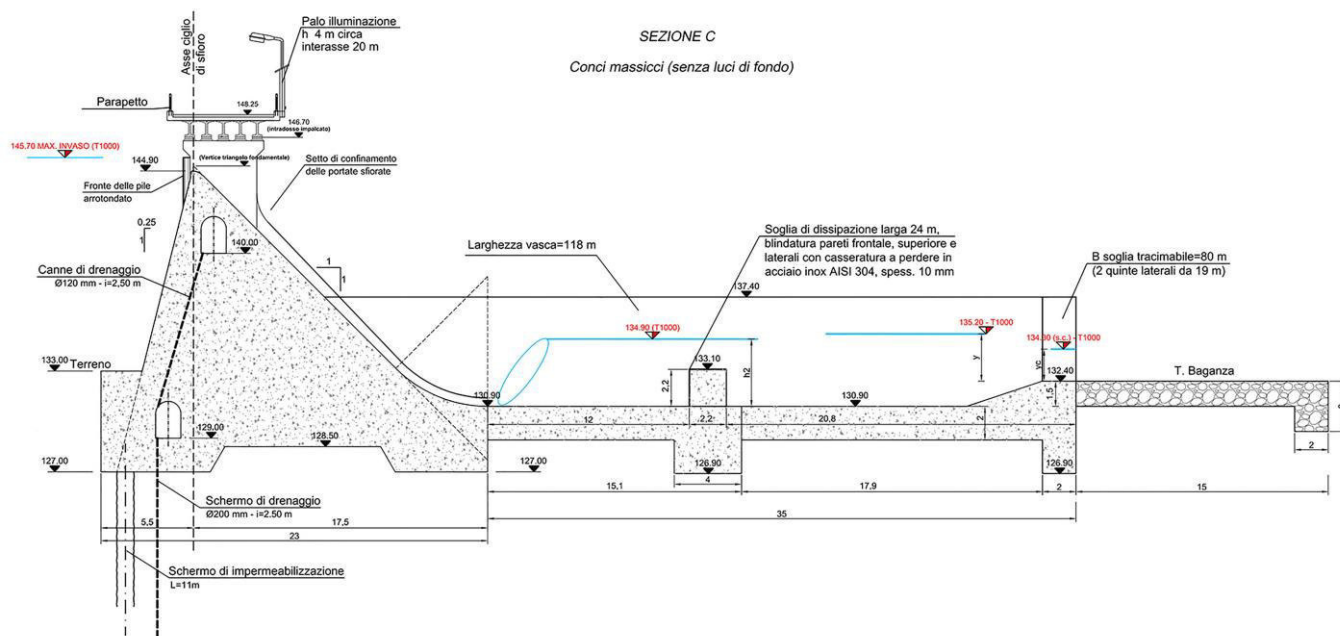 SEZIONE C
Conci massicci (senza luci di fondo)
Palo illuminazione
h 4 m circa
interasse 20 m
Asse ciglio
di sfioro
Parapetto
148.25
146.70
(intradosso impalcata)
145.70 MAX. INVASO (T1000)
144.90
(Vertice triangolo fondamentale)
Setto di confinamento
delle portate sfiorate
Fronte delle pile
arrotondato
0.25
1
140.00
Canne di drenaggio
Ø120 mm - i=2,50 m
1
1
Larghezza vasca=118 m
Soglia di dissipazione larga 24 m,
blindatura pareti frontale, superiore e
laterali con casseratura a perdere in
acciaio inox AISI 304, spess. 10 mm
B soglia tracimabile=80 m
(2 quinte laterali da 19 m)
137.40
134.90 (T1000)
135.20 - T1000
134.00 (s.c.) - T1000
133.00
Terreno
133.10
h2
y
yc
132.40
T. Baganza
2,2
1,5
130.90
130.90
12
2,2
20,8
2
129.00
128.50
127.00
127.00
126.90
126.90
2
4
15,1
17,9
2
15
35
Schermo di drenaggio
Ø200 mm - i=2.50 m
5,5
17,5
23
Schermo di impermeabilizzazione
L=11m